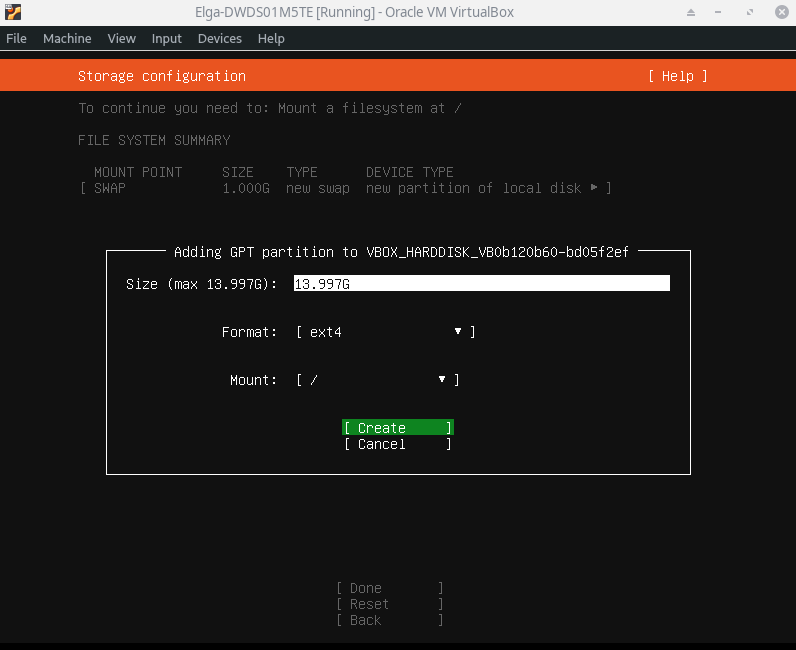 Elga-DWDS01M5TE [Running] - Oracle VM VirtualBox
File Machine View Input Devices Help
Storage configuration [ Help ]
To continue you need to: Mount a filesystem at /
FILE SYSTEM SUMMARY
MOUNT POINT SIZE TYPE DEVICE TYPE
[ SWAP 1.000G new swap new partition of local disk ▸ ]
Adding GPT partition to VBOX_HARDDISK_VB0b120b60-bd05f2ef
Size (max 13.997G): 13.997G
Format: [ ext4 ▾ ]
Mount: [ / ▾ ]
[ Create ]
[ Cancel ]
[ Done ]
[ Reset ]
[ Back ]